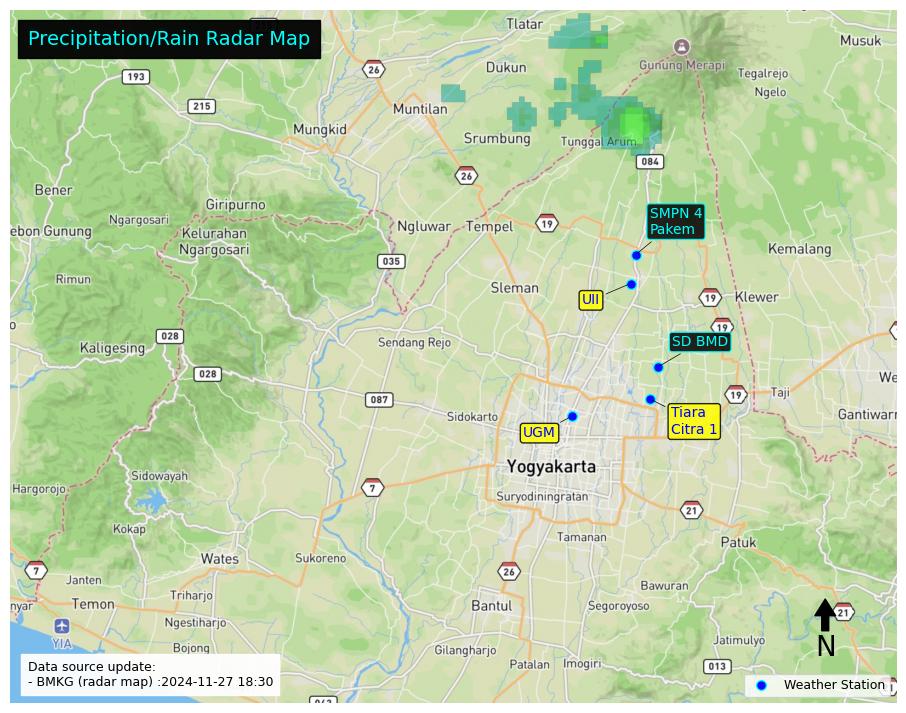 Precipitation/Rain Radar Map
Tlatar
Musuk
26
Gunung Merapi
Dukun
Tegalrejo
193
Ngelo
215
Muntilan
Mungkid
Srumbung
Tunggal Arum
084
26
Bener
Giripurno
SMPN 4
Pakem
Ngargosari
Kelurahan
Ngargosari
ebon Gunung
Ngluwar
Tempel
19
Kemalang
035
Rimun
Sleman
UII
19
Klewer
19
028
Kaligesing
Sendang Rejo
SD BMD
028
We
087
19
Taji
Sidokarto
Tiara
Citra 1
Gantiwarn
UGM
Yogyakarta
Sidowayah
Hargorojo
7
Suryodiningratan
21
Kokap
Tamanan
Patuk
Wates
Sukoreno
7
26
Janten
Bawuran
Triharjo
nyar
Temon
Bantul
Segoroyoso
21
Ngestiharjo
YIA
N
Bojong
Gilangharjo
Jatimulyo
Patalan
Imogiri
013
Data source update:
- BMKG (radar map) :2024-11-27 18:30
Weather Station